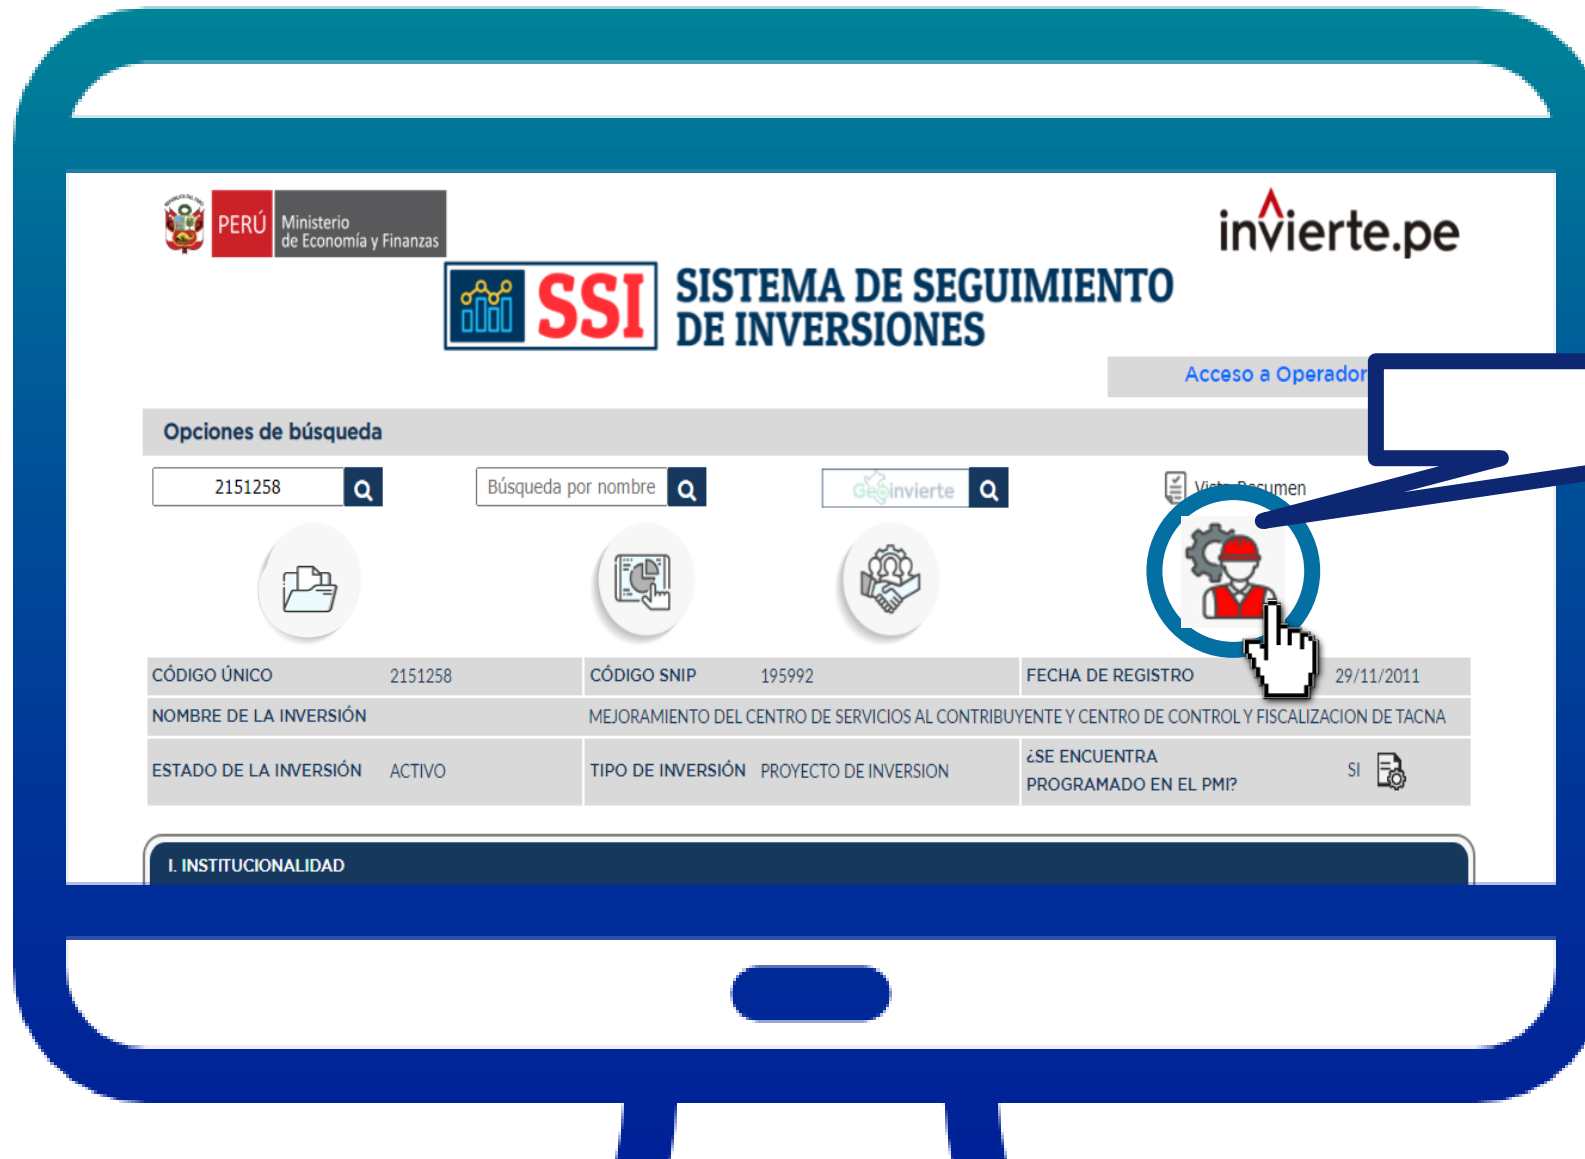 PERÚ Ministerio
de Economía y Finanzas
invierte.pe
SSI SISTEMA DE SEGUIMIENTO
DE INVERSIONES
Acceso a Operador
Opciones de búsqueda
2151258 Búsqueda por nombre Geoinvierte Vista Resumen
CÓDIGO ÚNICO 2151258 CÓDIGO SNIP 195992 FECHA DE REGISTRO 29/11/2011
NOMBRE DE LA INVERSIÓN MEJORAMIENTO DEL CENTRO DE SERVICIOS AL CONTRIBUYENTE Y CENTRO DE CONTROL Y FISCALIZACION DE TACNA
ESTADO DE LA INVERSIÓN ACTIVO TIPO DE INVERSIÓN PROYECTO DE INVERSION ¿SE ENCUENTRA
PROGRAMADO EN EL PMI? SI
I. INSTITUCIONALIDAD